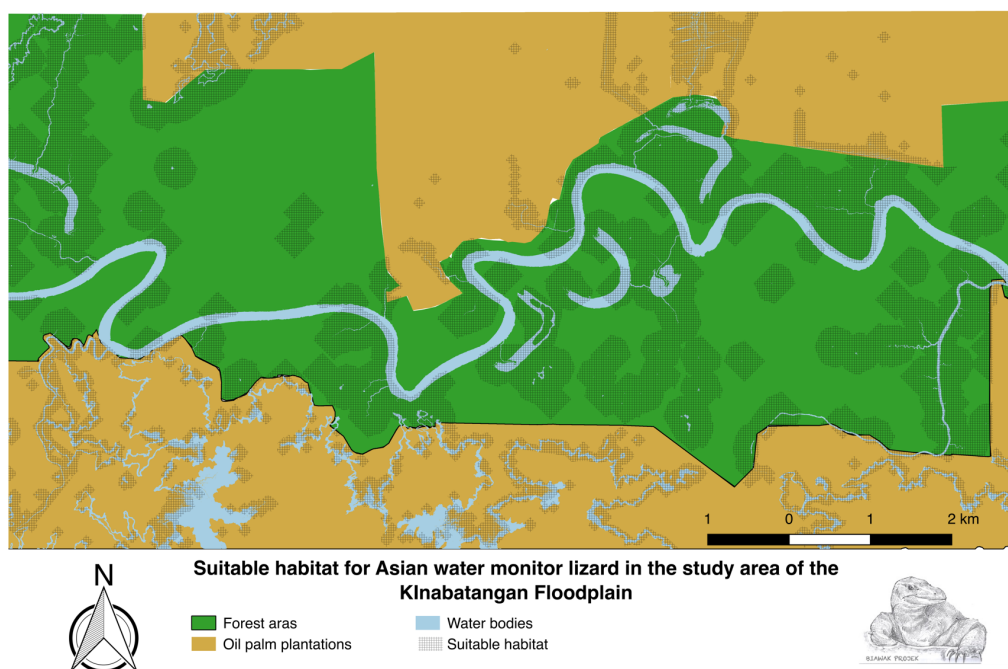 1 0 1 2 km
Suitable habitat for Asian water monitor lizard in the study area of the
KInabatangan Floodplain
N
Forest aras
Water bodies
Oil palm plantations
Suitable habitat
BIAWAK PROJEK